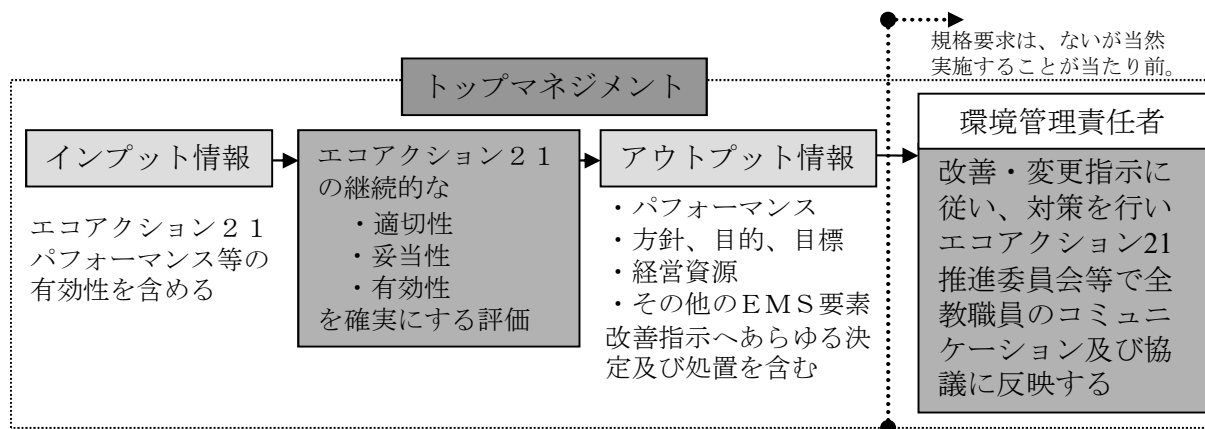 規格要求は、ないが当然
実施することが当たり前。
トップマネジメント
インプット情報
エコアクション２１
パフォーマンス等の
有効性を含める
エコアクション２１
の継続的な
・適切性
・妥当性
・有効性
を確実にする評価
アウトプット情報
・パフォーマンス
・方針、目的、目標
・経営資源
・その他のＥＭＳ要素
改善指示へあらゆる決
定及び処置を含む
環境管理責任者
改善・変更指示に
従い、対策を行い
エコアクション21
推進委員会等で全
教職員のコミュニ
ケーション及び協
議に反映する